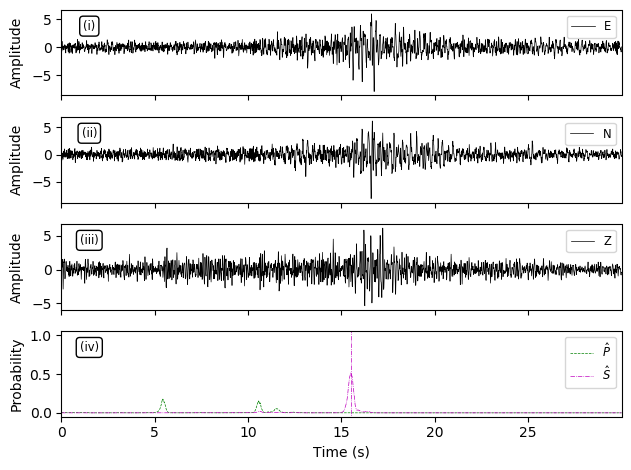 (i)
E
Amplitude
5
0
−5
(ii)
N
Amplitude
5
0
−5
(iii)
Z
Amplitude
5
0
−5
(iv)
P̂
Ŝ
Probability
1.0
0.5
0.0
0 5 10 15 20 25
Time (s)